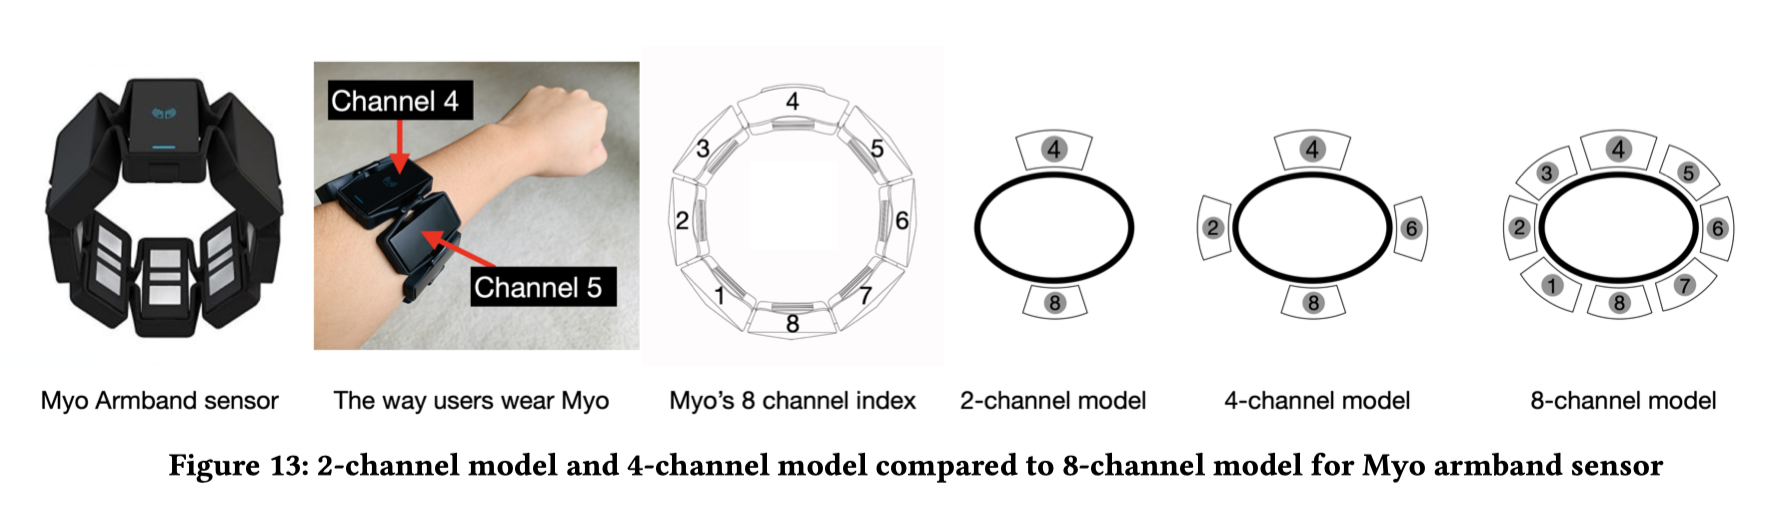 Channel 4
Channel 5
4
3
5
2
6
1
7
8
4
8
4
2
6
8
4
3
5
2
6
1
7
8
Myo Armband sensor
The way users wear Myo
Myo's 8 channel index
2-channel model
4-channel model
8-channel model
Figure 13: 2-channel model and 4-channel model compared to 8-channel model for Myo armband sensor